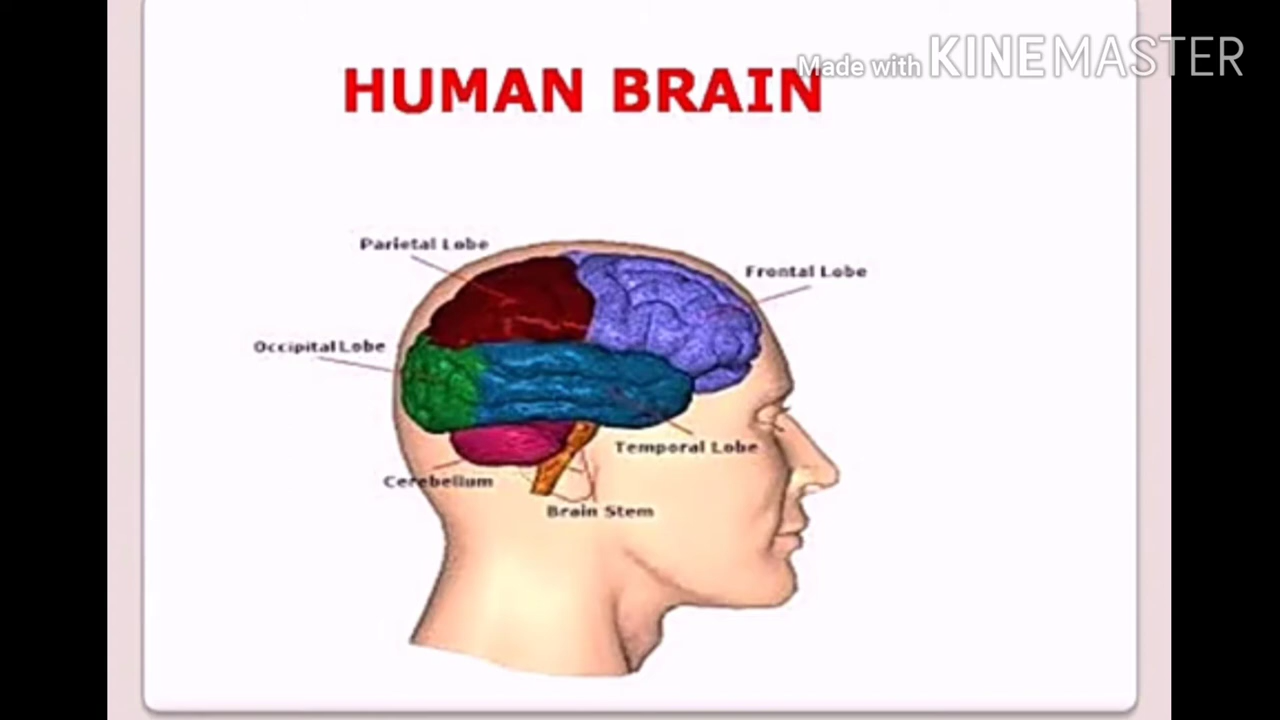 Made with KINEMASTER
HUMAN BRAIN
Parietal Lobe
Frontal Lobe
Occipital Lobe
Temporal Lobe
Cerebellum
Brain Stem